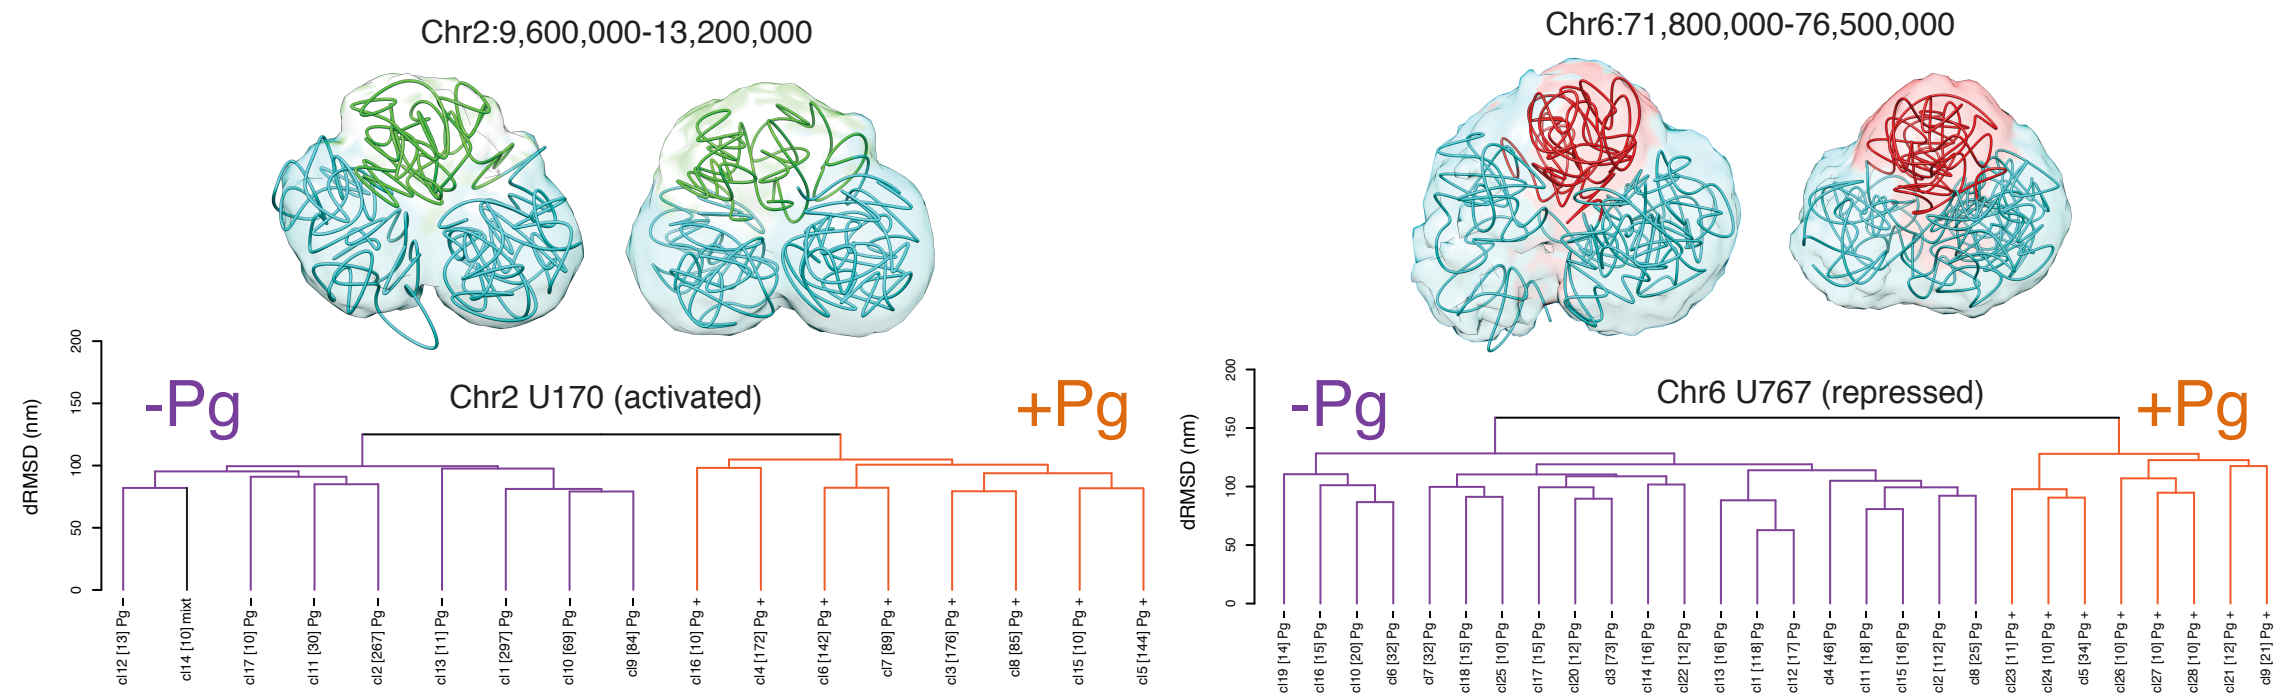 Chr2:9,600,000-13,200,000
Chr6:71,800,000-76,500,000
-Pg
Chr2 U170 (activated)
+Pg
dRMSD (nm)
200
150
100
50
0
cl12 [13] Pg -
cl14 [10] mixt
cl17 [10] Pg -
cl11 [30] Pg -
cl2 [267] Pg -
cl13 [11] Pg -
cl1 [297] Pg -
cl10 [69] Pg -
cl9 [84] Pg -
cl16 [10] Pg +
cl4 [172] Pg +
cl6 [142] Pg +
cl7 [89] Pg +
cl3 [176] Pg +
cl8 [85] Pg +
cl15 [10] Pg +
cl5 [144] Pg +
-Pg
Chr6 U767 (repressed)
+Pg
dRMSD (nm)
200
150
100
50
0
cl19 [14] Pg -
cl16 [15] Pg -
cl10 [20] Pg -
cl6 [32] Pg -
cl7 [32] Pg -
cl18 [15] Pg -
cl25 [10] Pg -
cl17 [15] Pg -
cl20 [12] Pg -
cl3 [73] Pg -
cl14 [16] Pg -
cl22 [12] Pg -
cl13 [16] Pg -
cl1 [118] Pg -
cl12 [17] Pg -
cl4 [46] Pg -
cl11 [18] Pg -
cl15 [16] Pg -
cl2 [112] Pg -
cl8 [25] Pg -
cl23 [11] Pg +
cl24 [10] Pg +
cl5 [34] Pg +
cl26 [10] Pg +
cl27 [10] Pg +
cl28 [10] Pg +
cl21 [12] Pg +
cl9 [21] Pg +